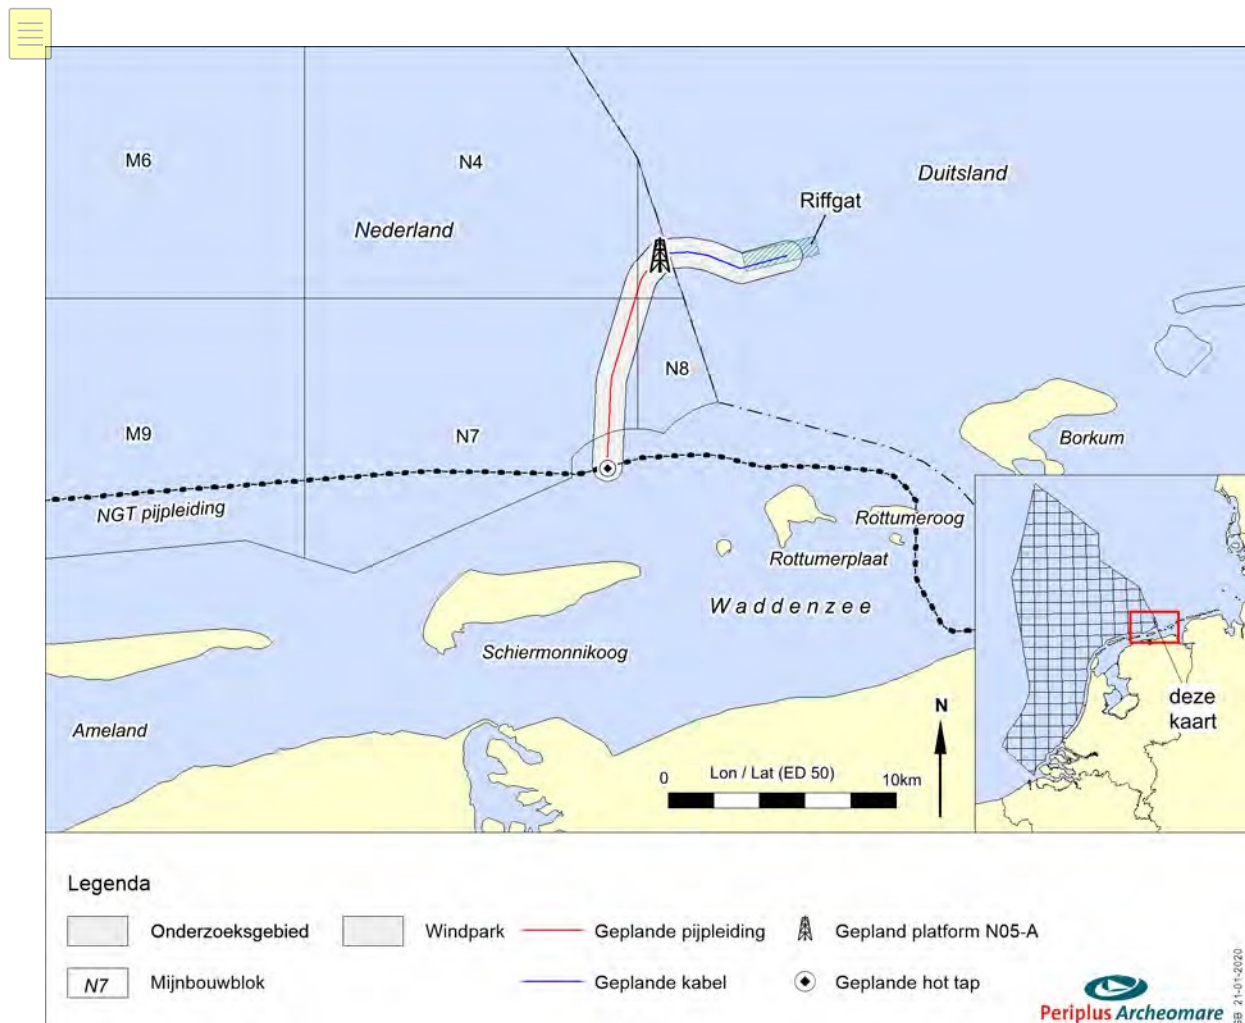 M6
N4
Duitsland
Riffgat
Nederland
N8
M9
N7
Borkum
NGT pijpleiding
Rottumeroog
Rottumerplaat
Waddenzee
Schiermonnikoog
deze
kaart
Ameland
N
0 Lon / Lat (ED 50) 10km
Legenda
Onderzoeksgebied
Windpark
Geplande pijpleiding
Gepland platform N05-A
N7
Mijnbouwblok
Geplande kabel
Geplande hot tap
Periplus Archeomare
SB 21-01-2020